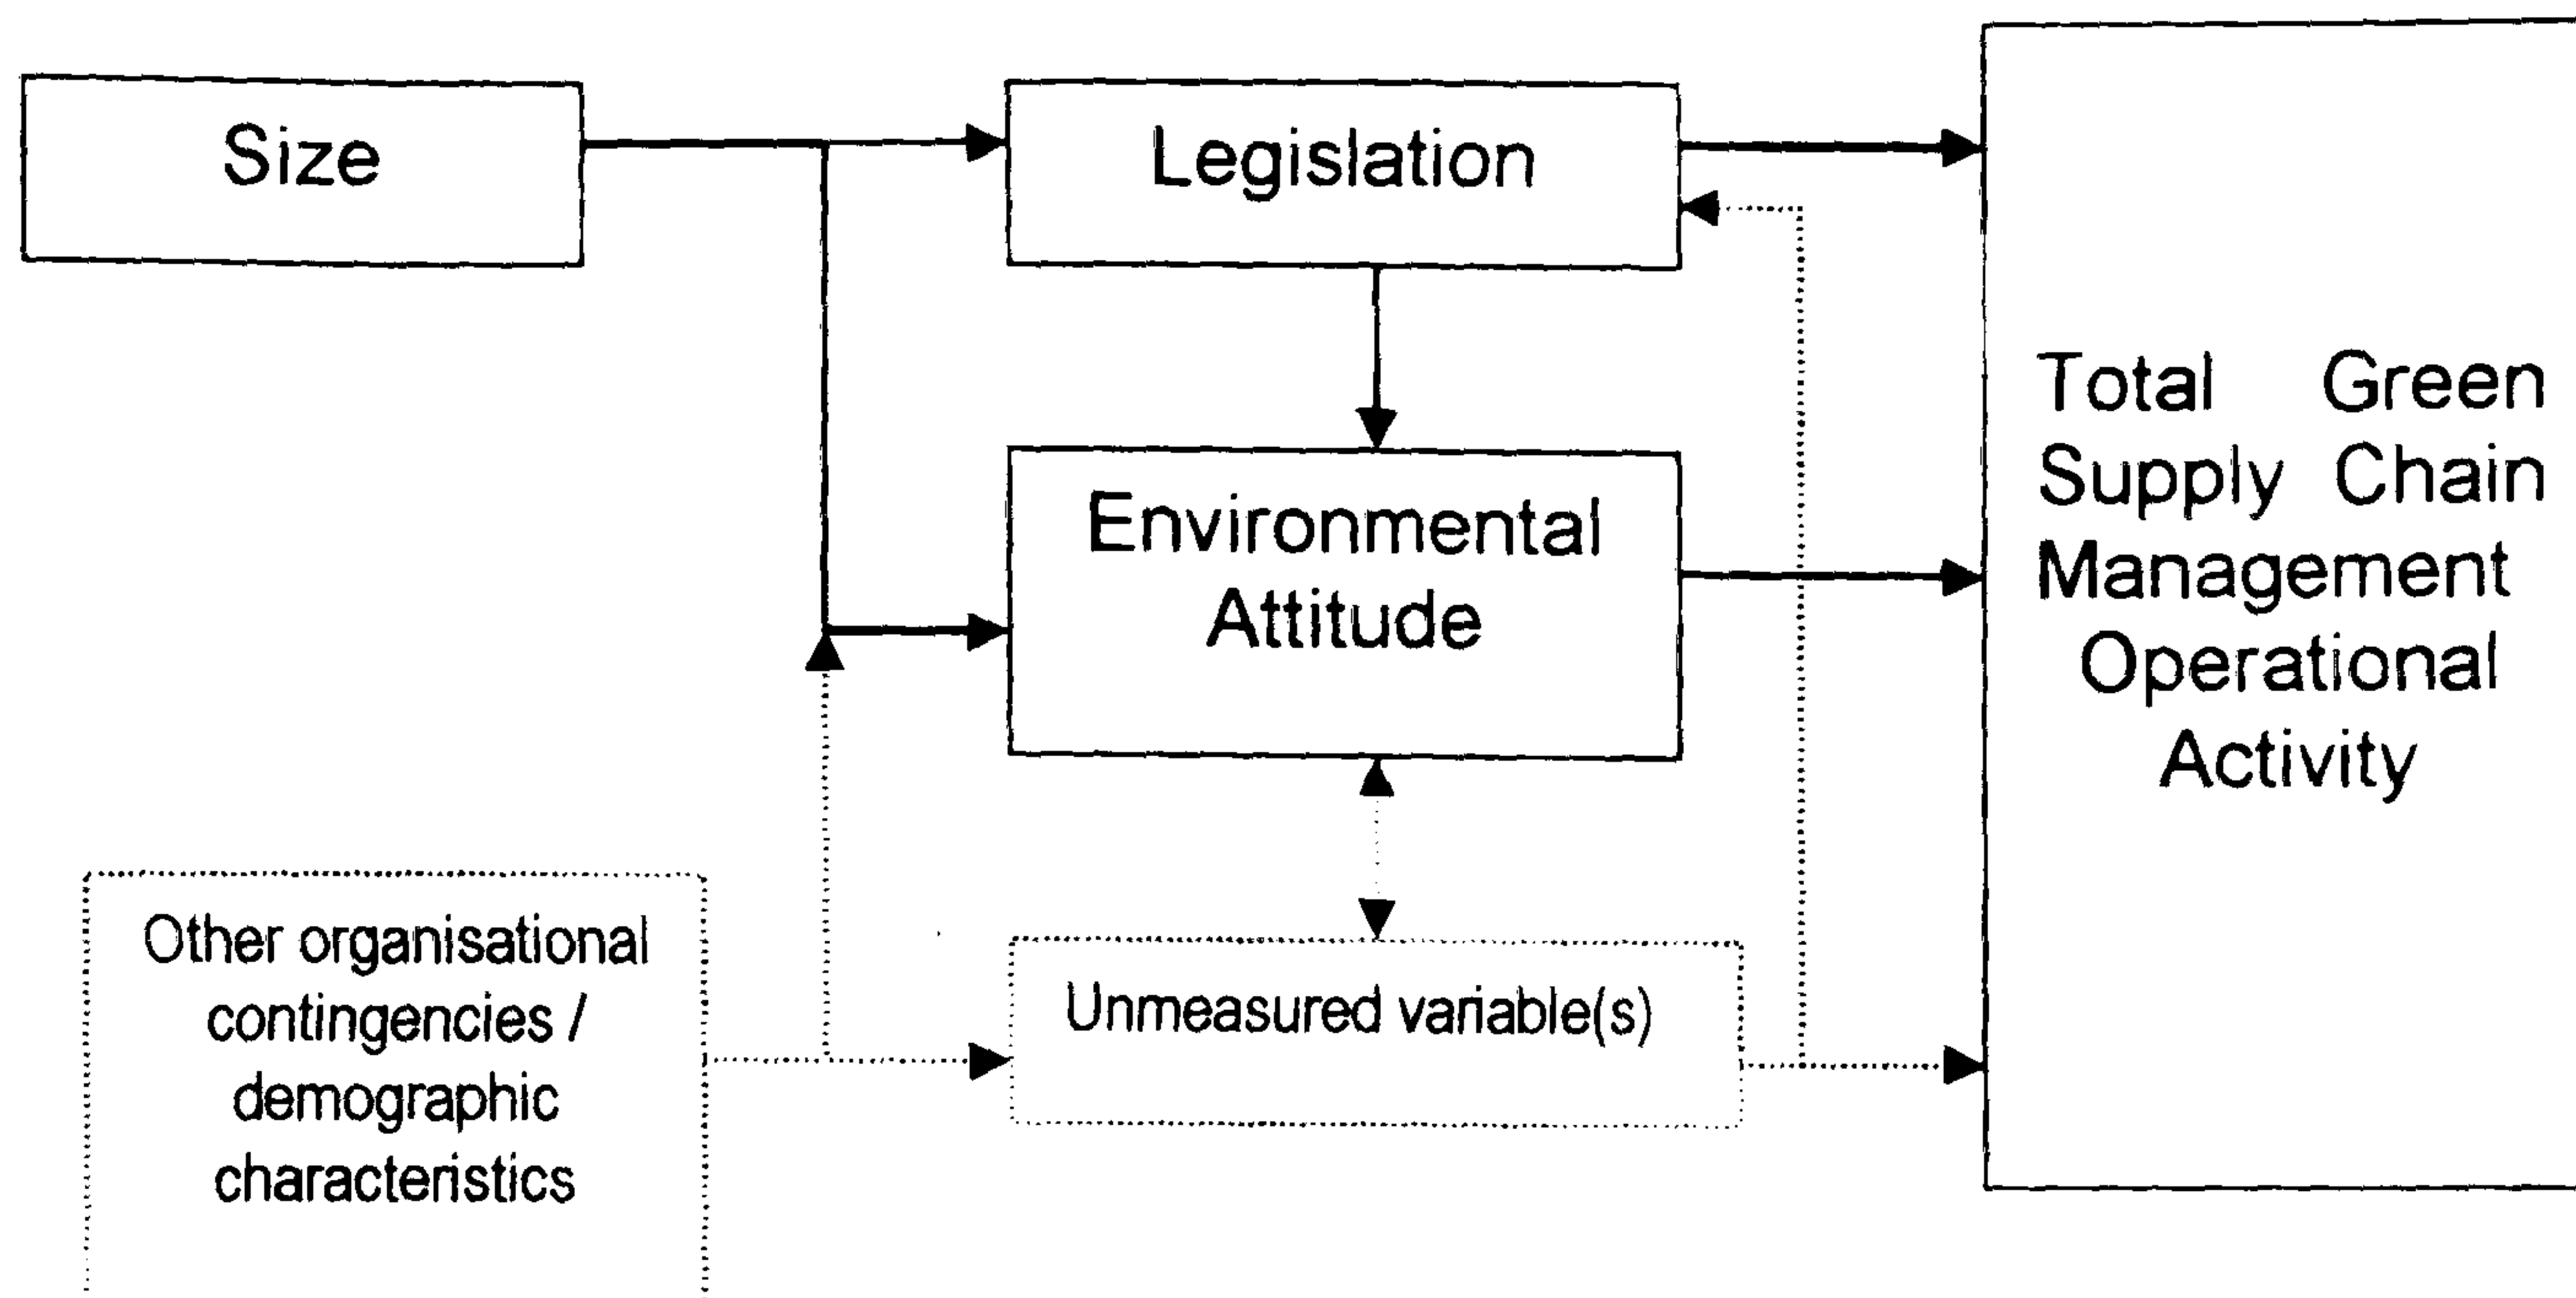 Size
Legislation
Environmental
Attitude
Total Green
Supply Chain
Management
Operational
Activity
Other organisational
contingencies /
demographic
characteristics
Unmeasured variable(s)